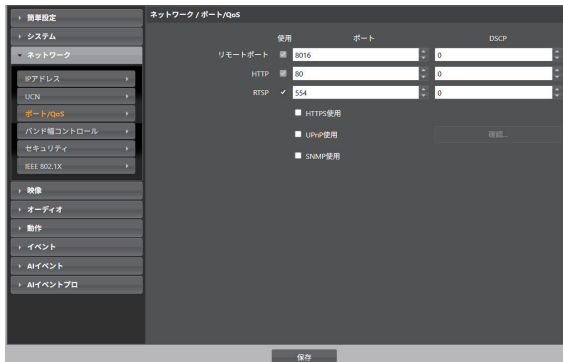 簡単設定
システム
ネットワーク
IPアドレス
UCN
ポート/QoS
バンド幅コントロール
セキュリティ
IEEE 802.1X
映像
オーディオ
動作
イベント
AIイベント
AIイベントプロ
ネットワーク / ポート/QoS
使用 ポート DSCP
リモートポート 8016 0
HTTP 80 0
RTSP 554 0
HTTPS使用
UPnP使用 確認...
SNMP使用
保存